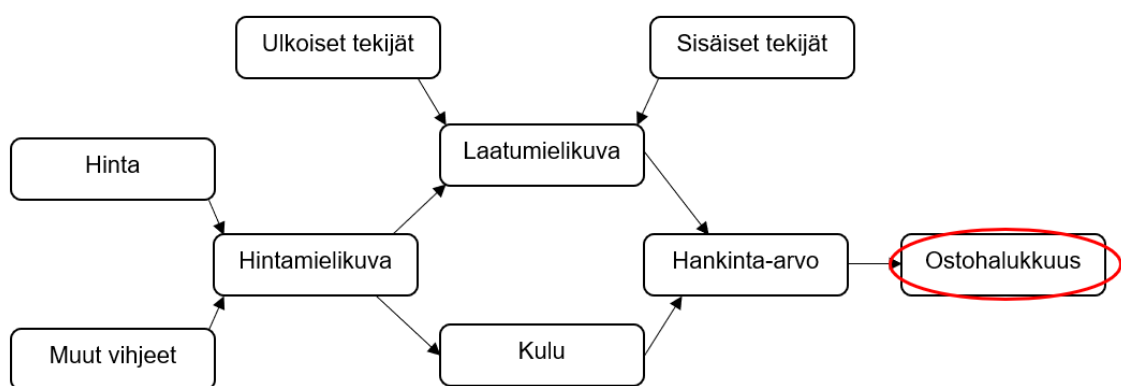 Ulkoiset tekijät
Sisäiset tekijät
Hinta
Laatumielikuva
Hintamielikuva
Hankinta-arvo
Ostohalukkuus
Muut vihjeet
Kulu